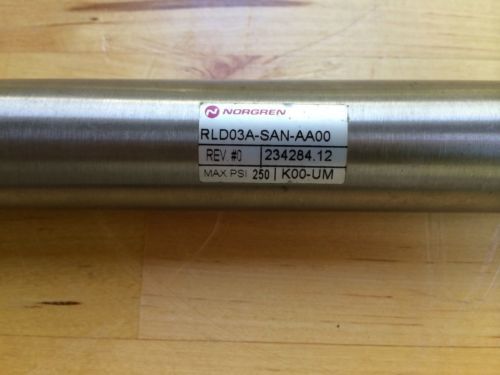 NORGREN
RLD03A-SAN-AA00
REV. #0 234284.12
MAX PSI 250 K00-UM